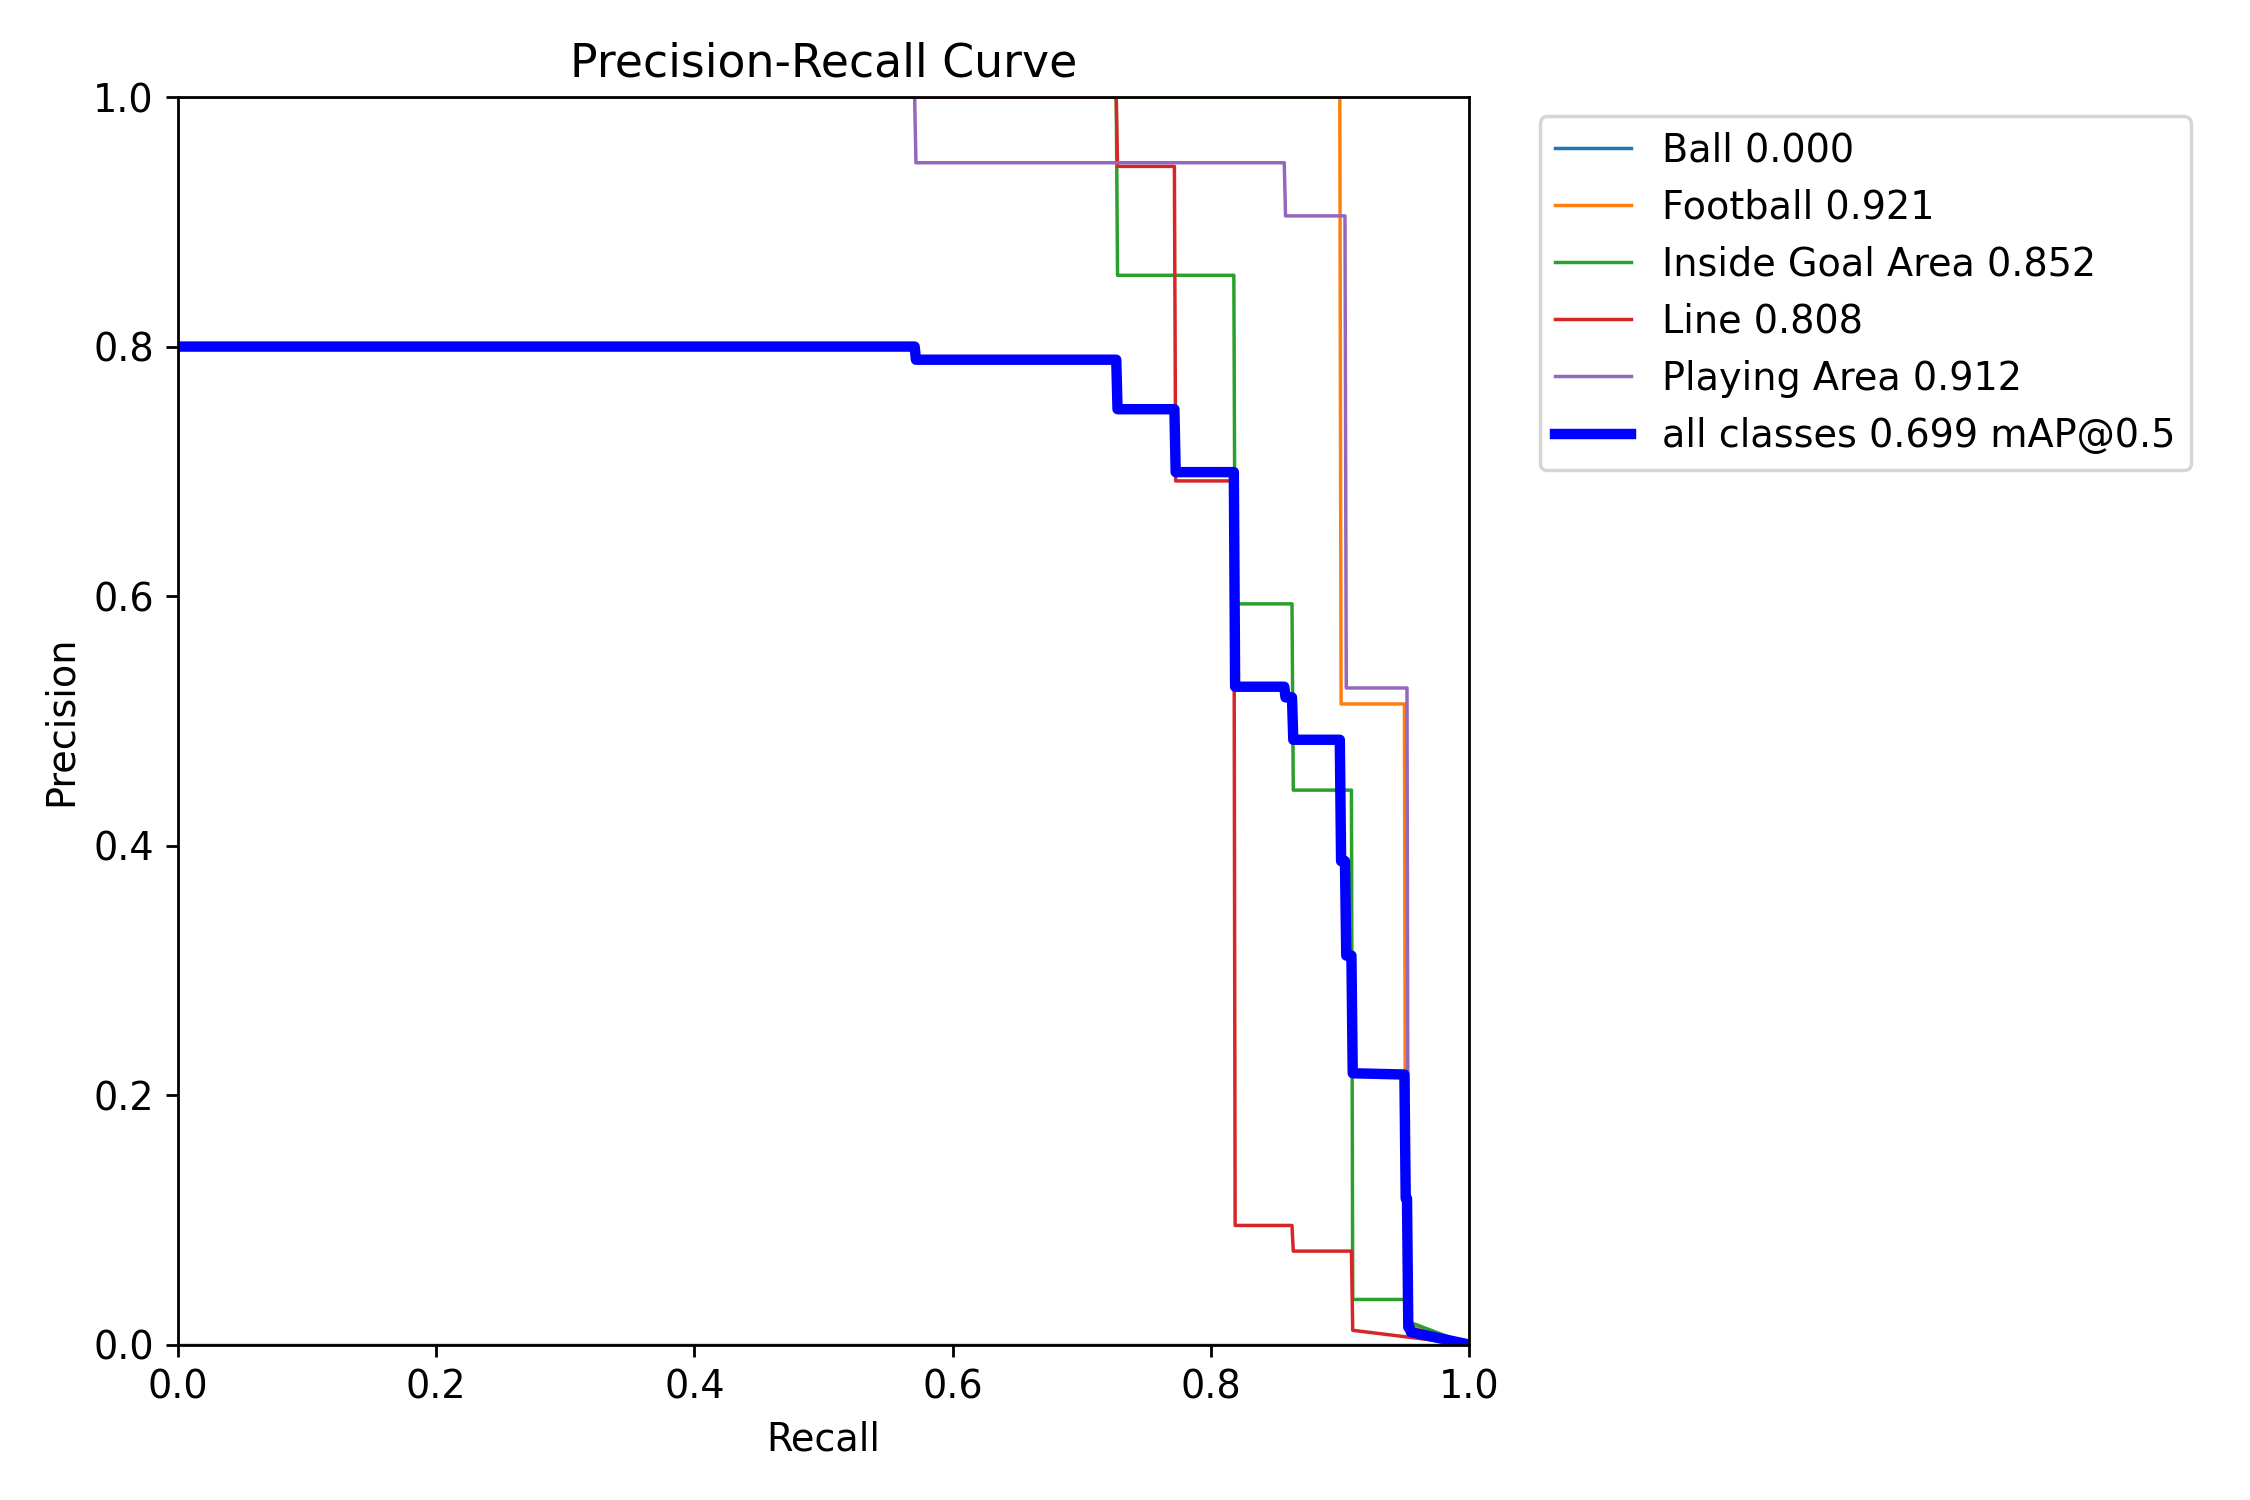 Precision-Recall Curve
1.0
0.8
0.6
0.4
0.2
0.0
Precision
0.0 0.2 0.4 0.6 0.8 1.0
Recall
Ball 0.000
Football 0.921
Inside Goal Area 0.852
Line 0.808
Playing Area 0.912
all classes 0.699 mAP@0.5